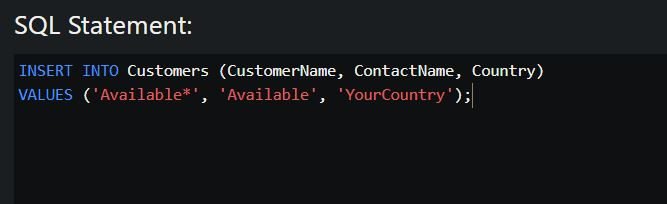 SQL Statement:
INSERT INTO Customers (CustomerName, ContactName, Country)
VALUES ('Available*', 'Available', 'YourCountry');